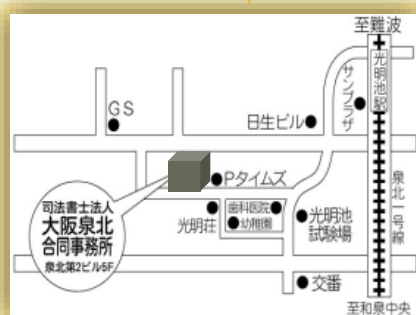 至難波
光明池駅
サンプラザ
GS
日生ビル
Pタイムズ
泉北一号線
司法書士法人
大阪泉北
合同事務所
泉北第2ビル5F
歯科医院
光明荘
幼稚園
光明池
試験場
交番
至和泉中央